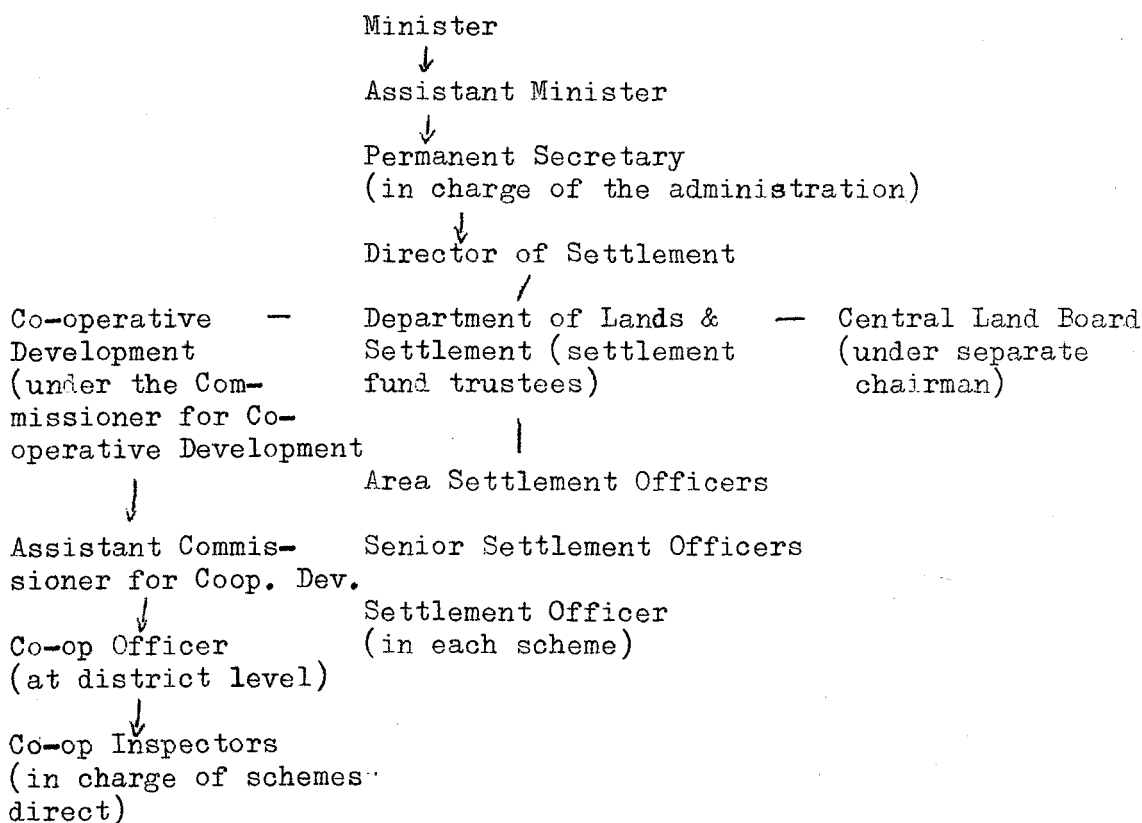 Minister
Assistant Minister
Permanent Secretary
(in charge of the administration)
Director of Settlement
Co-operative —
Development
(under the Com-
missioner for Co-
operative Development
Department of Lands &
Settlement (settlement
fund trustees)
— Central Land Board
(under separate
chairman)
Area Settlement Officers
Assistant Commis-
sioner for Coop. Dev.
Senior Settlement Officers
Co-op Officer
(at district level)
Settlement Officer
(in each scheme)
Co-op Inspectors
(in charge of schemes
direct)